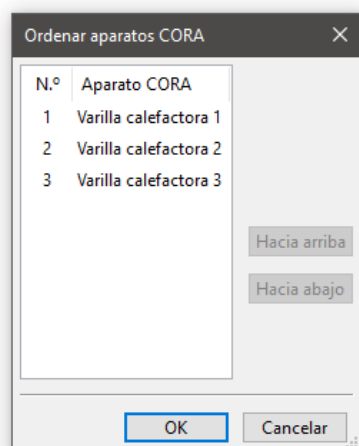 Ordenar aparatos CORA
N.º Aparato CORA
1 Varilla calefactora 1
2 Varilla calefactora 2
3 Varilla calefactora 3
Hacia arriba
Hacia abajo
OK Cancelar